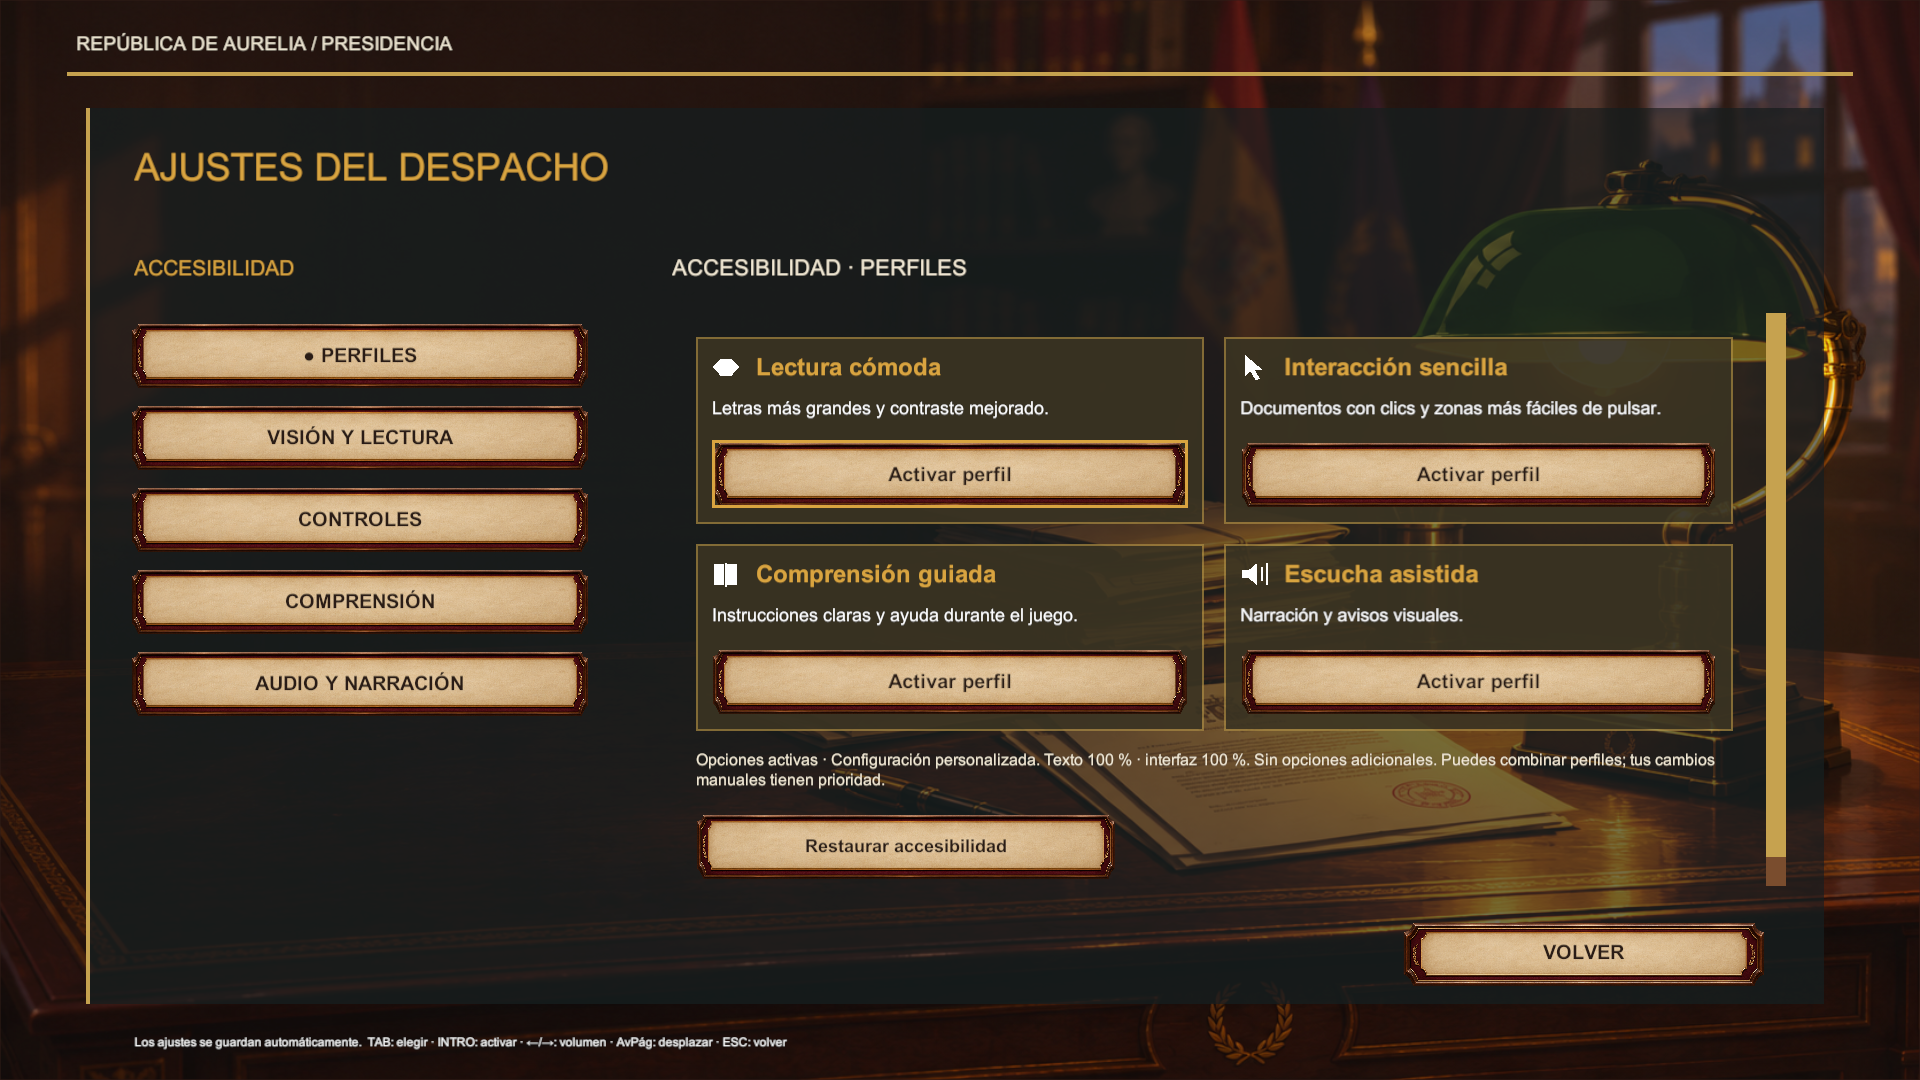 REPÚBLICA DE AURELIA / PRESIDENCIA
AJUSTES DEL DESPACHO
ACCESIBILIDAD
● PERFILES
VISIÓN Y LECTURA
CONTROLES
COMPRENSIÓN
AUDIO Y NARRACIÓN
ACCESIBILIDAD · PERFILES
Lectura cómoda
Letras más grandes y contraste mejorado.
Activar perfil
Interacción sencilla
Documentos con clics y zonas más fáciles de pulsar.
Activar perfil
Comprensión guiada
Instrucciones claras y ayuda durante el juego.
Activar perfil
Escucha asistida
Narración y avisos visuales.
Activar perfil
Opciones activas · Configuración personalizada. Texto 100 % · interfaz 100 %. Sin opciones adicionales. Puedes combinar perfiles; tus cambios
manuales tienen prioridad.
Restaurar accesibilidad
VOLVER
Los ajustes se guardan automáticamente. TAB: elegir · INTRO: activar · ←/→: volumen · AvPág: desplazar · ESC: volver